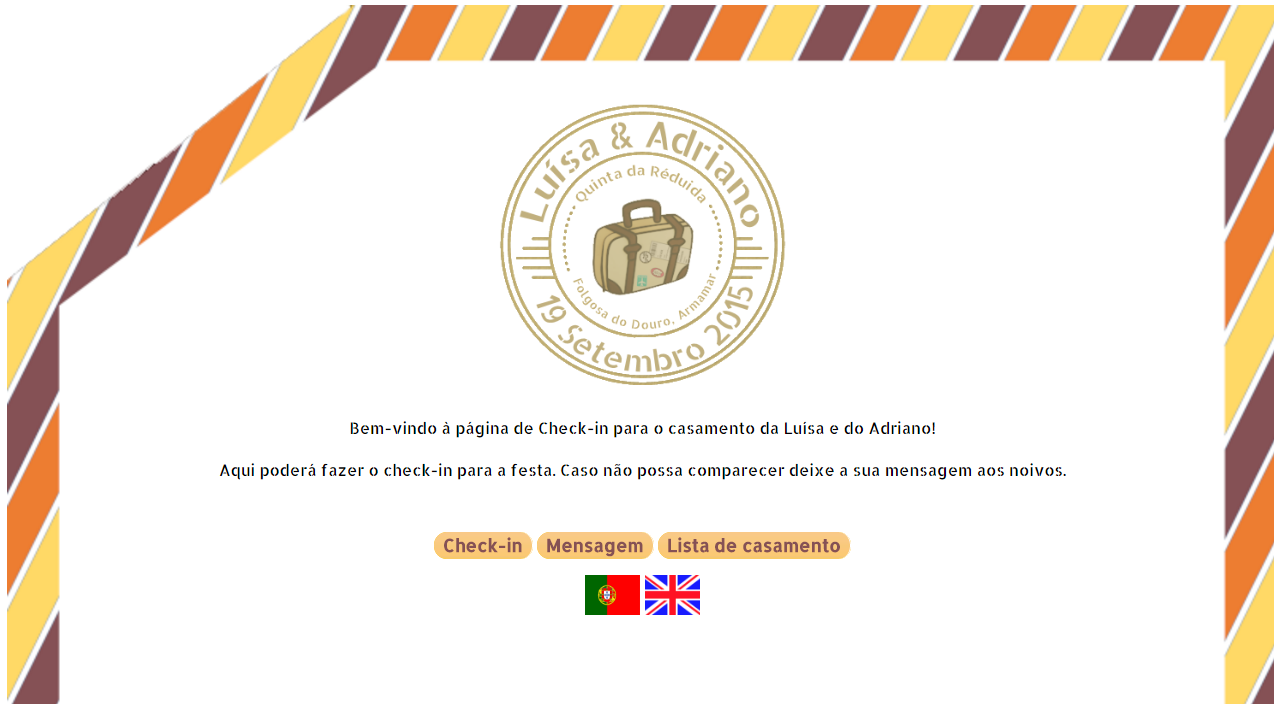 Luísa & Adriano
Quinta da Réduída
Folgosa do Douro, Armamar
19 Setembro 2015
Bem-vindo à página de Check-in para o casamento da Luísa e do Adriano!
Aqui poderá fazer o check-in para a festa. Caso não possa comparecer deixe a sua mensagem aos noivos.
Check-in Mensagem Lista de casamento